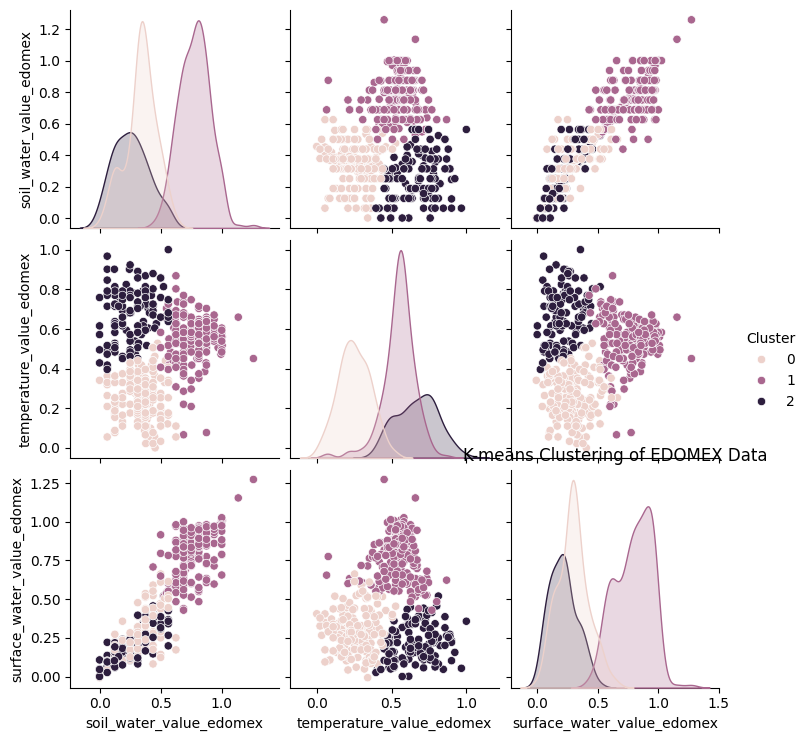 soil_water_value_edomex
1.2
1.0
0.8
0.6
0.4
0.2
0.0
temperature_value_edomex
1.0
0.8
0.6
0.4
0.2
0.0
Cluster
0
1
2
K-means Clustering of EDOMEX Data
surface_water_value_edomex
1.25
1.00
0.75
0.50
0.25
0.00
0.0 0.5 1.0
0.0 0.5 1.0
0.0 0.5 1.0 1.5
soil_water_value_edomex
temperature_value_edomex
surface_water_value_edomex